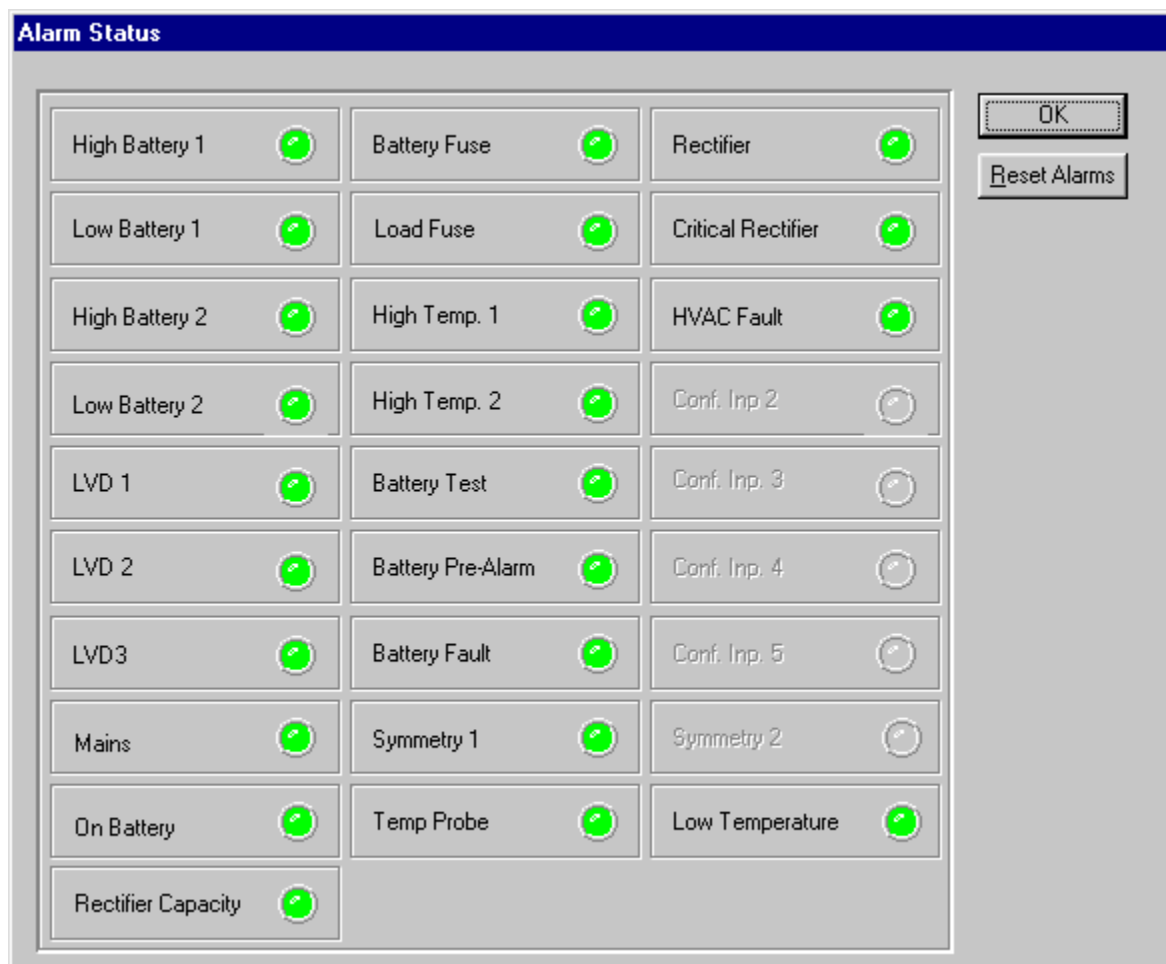 Alarm Status
High Battery 1
Battery Fuse
Rectifier
OK
Low Battery 1
Load Fuse
Critical Rectifier
Reset Alarms
High Battery 2
High Temp. 1
HVAC Fault
Low Battery 2
High Temp. 2
Conf. Inp 2
LVD 1
Battery Test
Conf. Inp. 3
LVD 2
Battery Pre-Alarm
Conf. Inp. 4
LVD3
Battery Fault
Conf. Inp. 5
Mains
Symmetry 1
Symmetry 2
On Battery
Temp Probe
Low Temperature
Rectifier Capacity